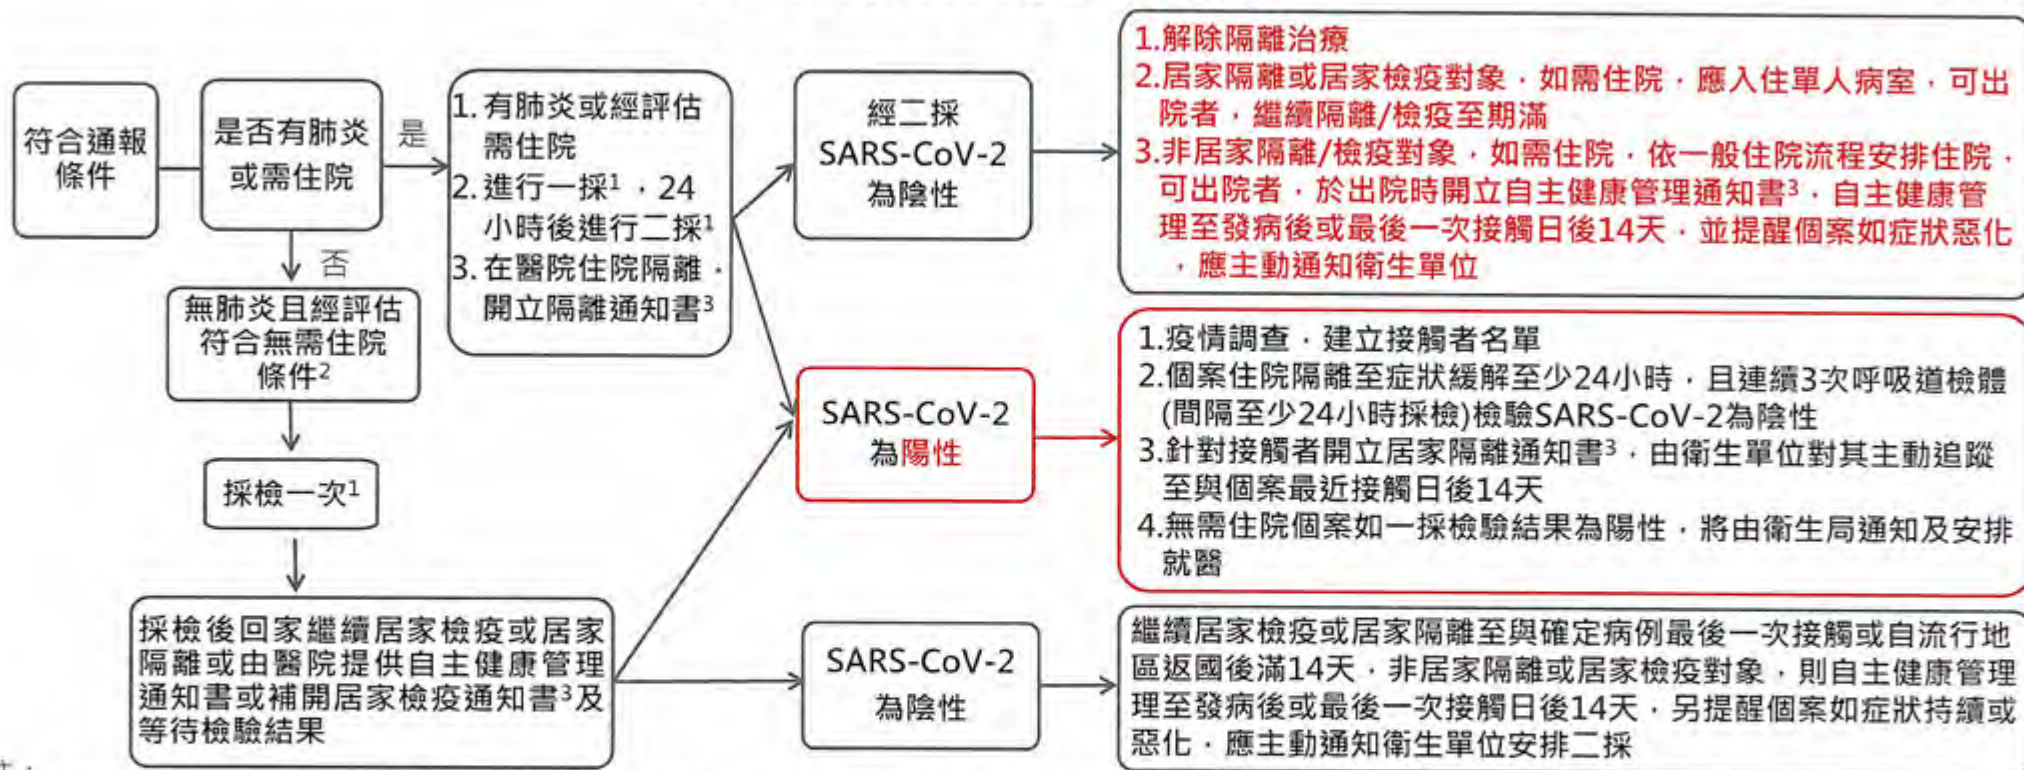 符合通報
條件
是否有肺炎
或需住院
是
否
1. 有肺炎或經評估
需住院
2. 進行一採¹，24
小時後進行二採¹
3. 在醫院住院隔離，
開立隔離通知書³
無肺炎且經評估
符合無需住院
條件²
採檢一次¹
採檢後回家繼續居家檢疫或居家
隔離或由醫院提供自主健康管理
通知書或補開居家檢疫通知書³及
等待檢驗結果
經二採
SARS-CoV-2
為陰性
1.解除隔離治療
2.居家隔離或居家檢疫對象，如需住院，應入住單人病室，可出
院者，繼續隔離/檢疫至期滿
3.非居家隔離/檢疫對象，如需住院，依一般住院流程安排住院，
可出院者，於出院時開立自主健康管理通知書³，自主健康管
理至發病後或最後一次接觸日後14天，並提醒個案如症狀惡化
，應主動通知衛生單位
SARS-CoV-2
為陽性
1.疫情調查，建立接觸者名單
2.個案住院隔離至症狀緩解至少24小時，且連續3次呼吸道檢體
(間隔至少24小時採檢)檢驗SARS-CoV-2為陰性
3.針對接觸者開立居家隔離通知書³，由衛生單位對其主動追蹤
至與個案最近接觸日後14天
4.無需住院個案如一採檢驗結果為陽性，將由衛生局通知及安排
就醫
SARS-CoV-2
為陰性
繼續居家檢疫或居家隔離至與確定病例最後一次接觸或自流行地
區返國後滿14天，非居家隔離或居家檢疫對象，則自主健康管理
理至發病後或最後一次接觸日後14天，另提醒個案如症狀持續或
惡化，應主動通知衛生單位安排二採